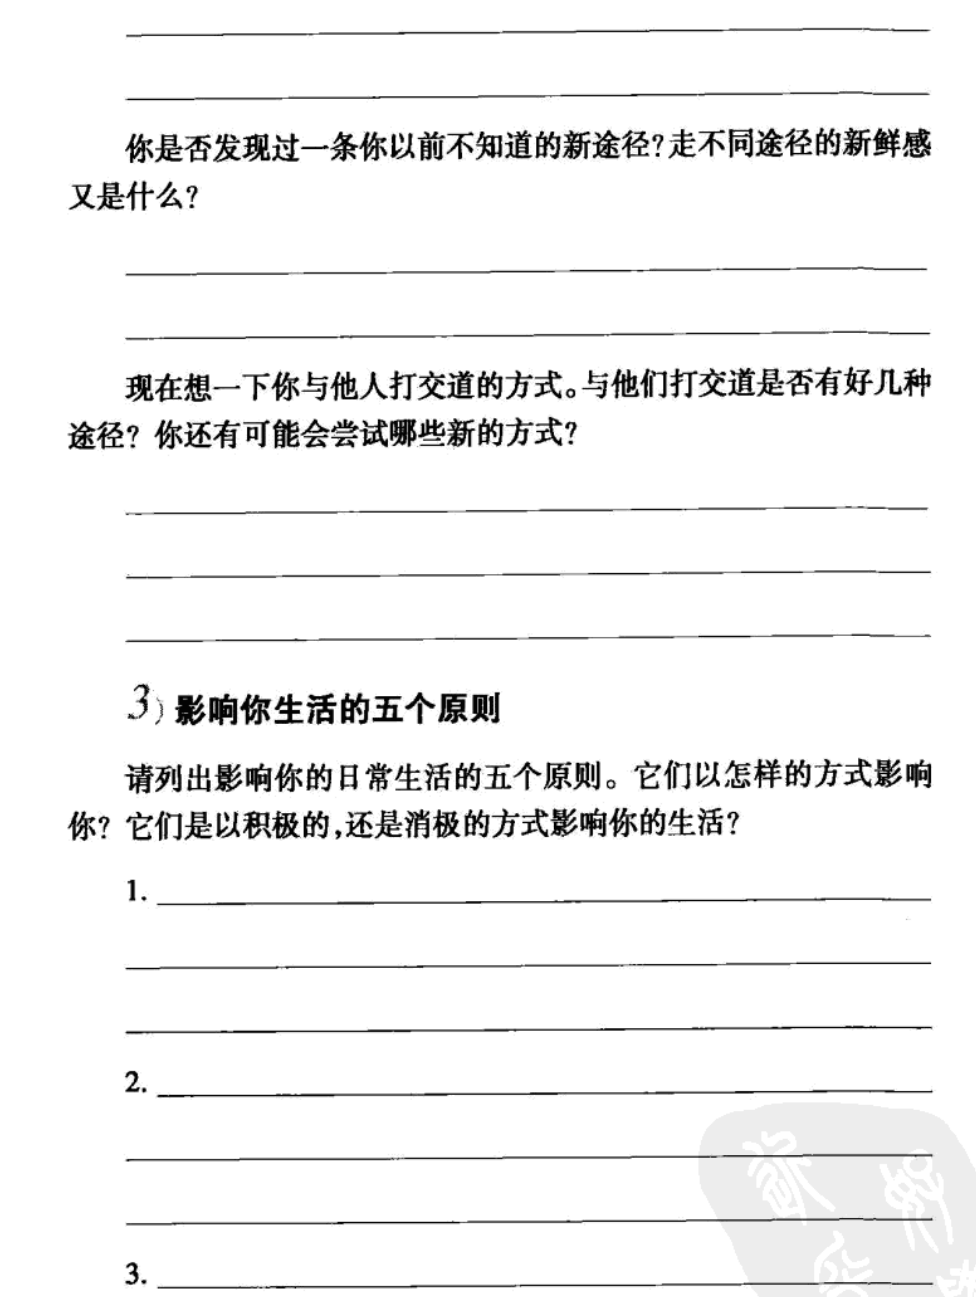 你是否发现过一条你以前不知道的新途径?走不同途径的新鲜感
又是什么?
现在想一下你与他人打交道的方式。与他们打交道是否有好几种
途径? 你还有可能会尝试哪些新的方式?
3) 影响你生活的五个原则
请列出影响你的日常生活的五个原则。它们以怎样的方式影响
你? 它们是以积极的,还是消极的方式影响你的生活?
1.
2.
3.